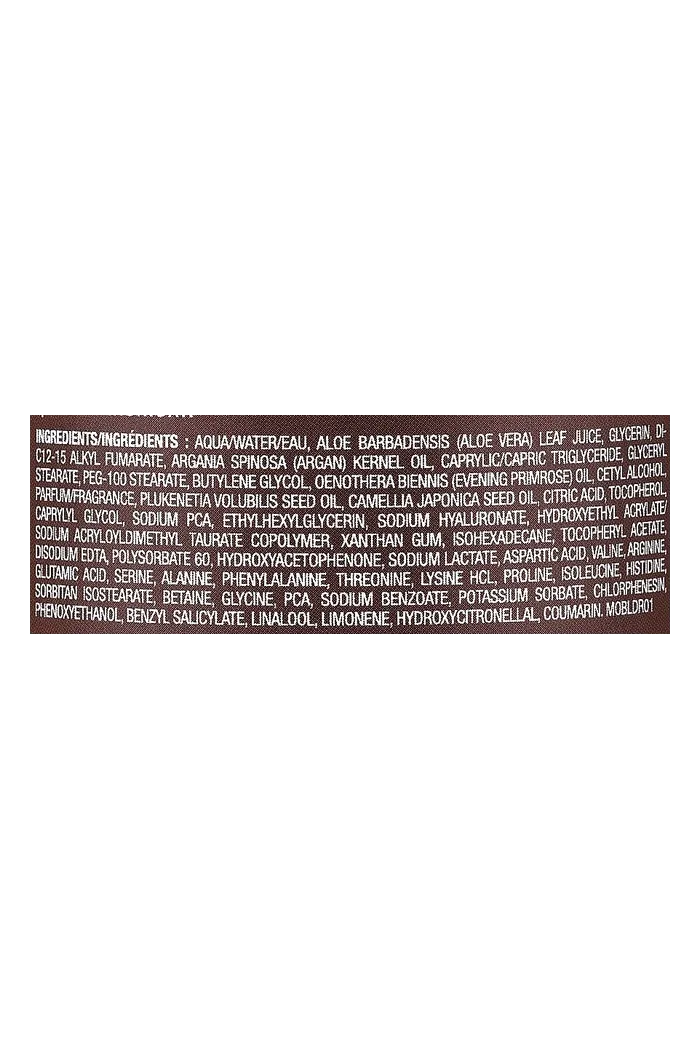 INGREDIENTS/INGRÉDIENTS : AQUA/WATER/EAU, ALOE BARBADENSIS (ALOE VERA) LEAF JUICE, GLYCERIN, DI-
C12-15 ALKYL FUMARATE, ARGANIA SPINOSA (ARGAN) KERNEL OIL, CAPRYLIC/CAPRIC TRIGLYCERIDE, GLYCERYL
STEARATE, PEG-100 STEARATE, BUTYLENE GLYCOL, OENOTHERA BIENNIS (EVENING PRIMROSE) OIL, CETYL ALCOHOL,
PARFUM/FRAGRANCE, PLUKENETIA VOLUBILIS SEED OIL, CAMELLIA JAPONICA SEED OIL, CITRIC ACID, TOCOPHEROL,
CAPRYLYL GLYCOL, SODIUM PCA, ETHYLHEXYLGLYCERIN, SODIUM HYALURONATE, HYDROXYETHYL ACRYLATE/
SODIUM ACRYLOYLDIMETHYL TAURATE COPOLYMER, XANTHAN GUM, ISOHEXADECANE, TOCOPHERYL ACETATE,
DISODIUM EDTA, POLYSORBATE 60, HYDROXYACETOPHENONE, SODIUM LACTATE, ASPARTIC ACID, VALINE, ARGININE,
GLUTAMIC ACID, SERINE, ALANINE, PHENYLALANINE, THREONINE, LYSINE HCL, PROLINE, ISOLEUCINE, HISTIDINE,
SORBITAN ISOSTEARATE, BETAINE, GLYCINE, PCA, SODIUM BENZOATE, POTASSIUM SORBATE, CHLORPHENESIN,
PHENOXYETHANOL, BENZYL SALICYLATE, LINALOOL, LIMONENE, HYDROXYCITRONELLAL, COUMARIN. MOBLDR01